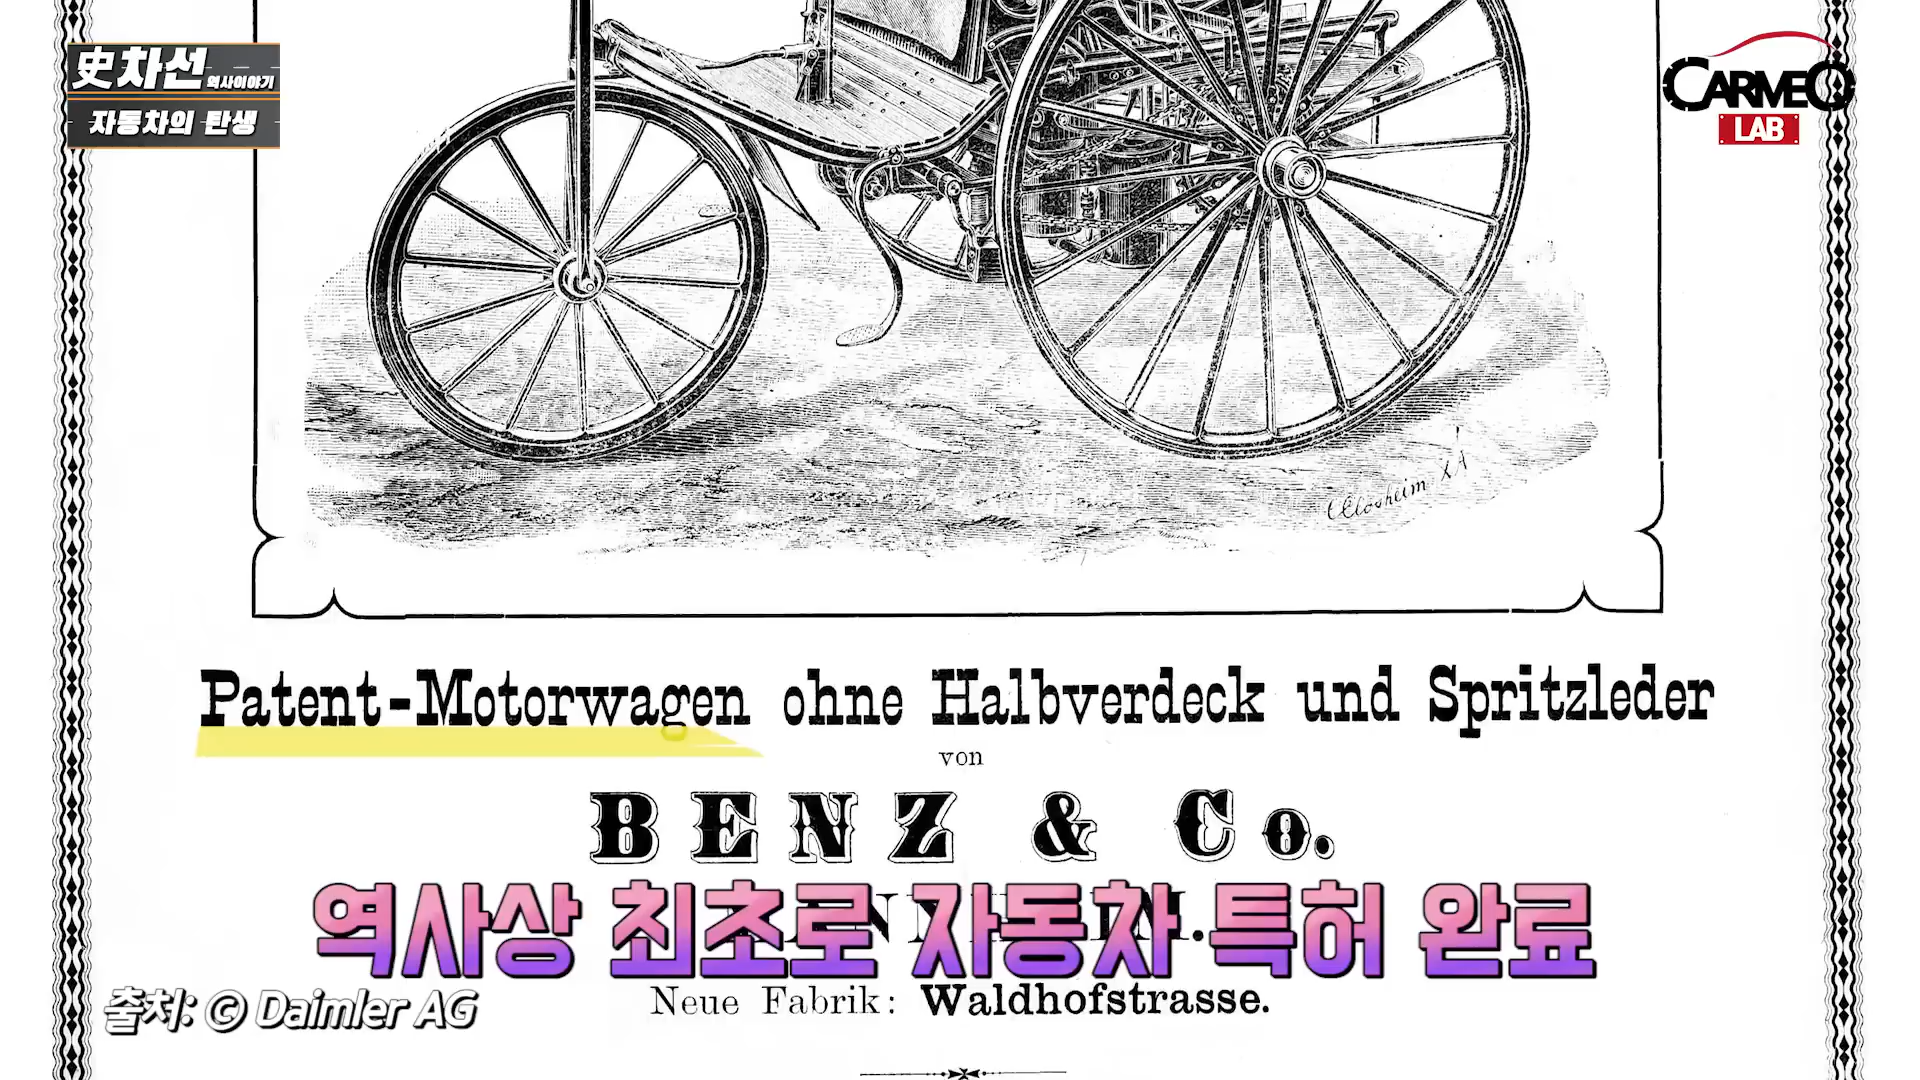 史차선 역사이야기
자동차의 탄생
CARMEQ
LAB
Patent-Motorwagen ohne Halbverdeck und Spritzleder
von
BENZ & Co.
역사상 최초로 자동차 특허 완료
Neue Fabrik: Waldhofstrasse.
출처: © Daimler AG